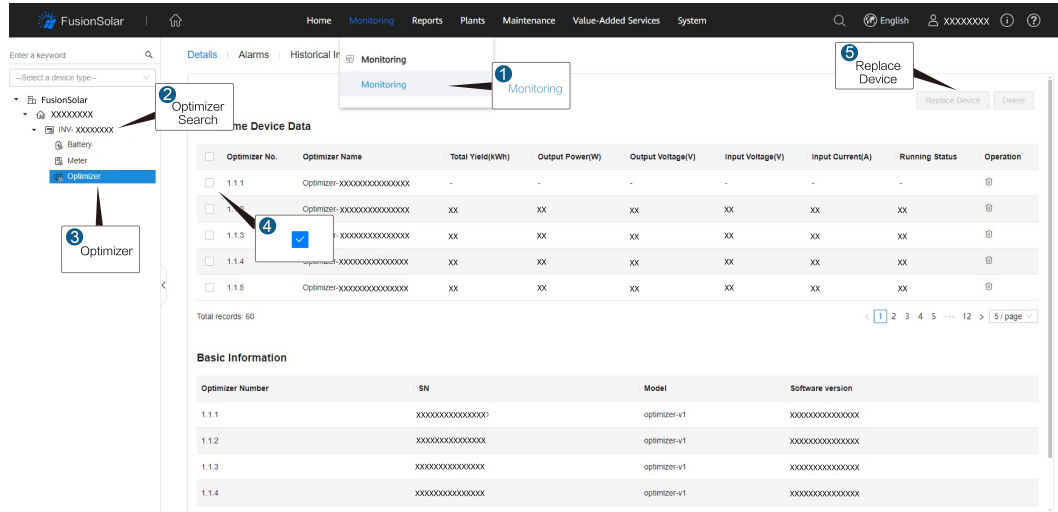 FusionSolar | Home Monitoring Reports Plants Maintenance Value-Added Services System English XXXXXXXX
Enter a keyword
--Select a device type--
FusionSolar
XXXXXXXX
INV- XXXXXXXX
Battery
Meter
Optimizer
Details | Alarms | Historical In
Monitoring
Monitoring
1 Monitoring
2 Optimizer
Search
3 Optimizer
4
5 Replace
Device
Replace Device Delete
me Device Data
Optimizer No. Optimizer Name Total Yield(kWh) Output Power(W) Output Voltage(V) Input Voltage(V) Input Current(A) Running Status Operation
1.1.1 Optimizer-XXXXXXXXXXXXXXX - - - - - -
Optimizer- XXXXXXXXXXXXXX XX XX XX XX XX XX
1.1.3 XXXXXXXXXXXXXX XX XX XX XX XX XX
1.1.4 Optimizer-XXXXXXXXXXXXXX XX XX XX XX XX XX
1.1.5 Optimizer-XXXXXXXXXXXXXX XX XX XX XX XX XX
Total records: 60
< 1 2 3 4 5 ··· 12 > 5 / page
Basic Information
Optimizer Number SN Model Software version
1.1.1 XXXXXXXXXXXXXXX optimizer-v1 XXXXXXXXXXXXXXX
1.1.2 XXXXXXXXXXXXXXX optimizer-v1 XXXXXXXXXXXXXXX
1.1.3 XXXXXXXXXXXXXXX optimizer-v1 XXXXXXXXXXXXXXX
1.1.4 XXXXXXXXXXXXXXX optimizer-v1 XXXXXXXXXXXXXXX